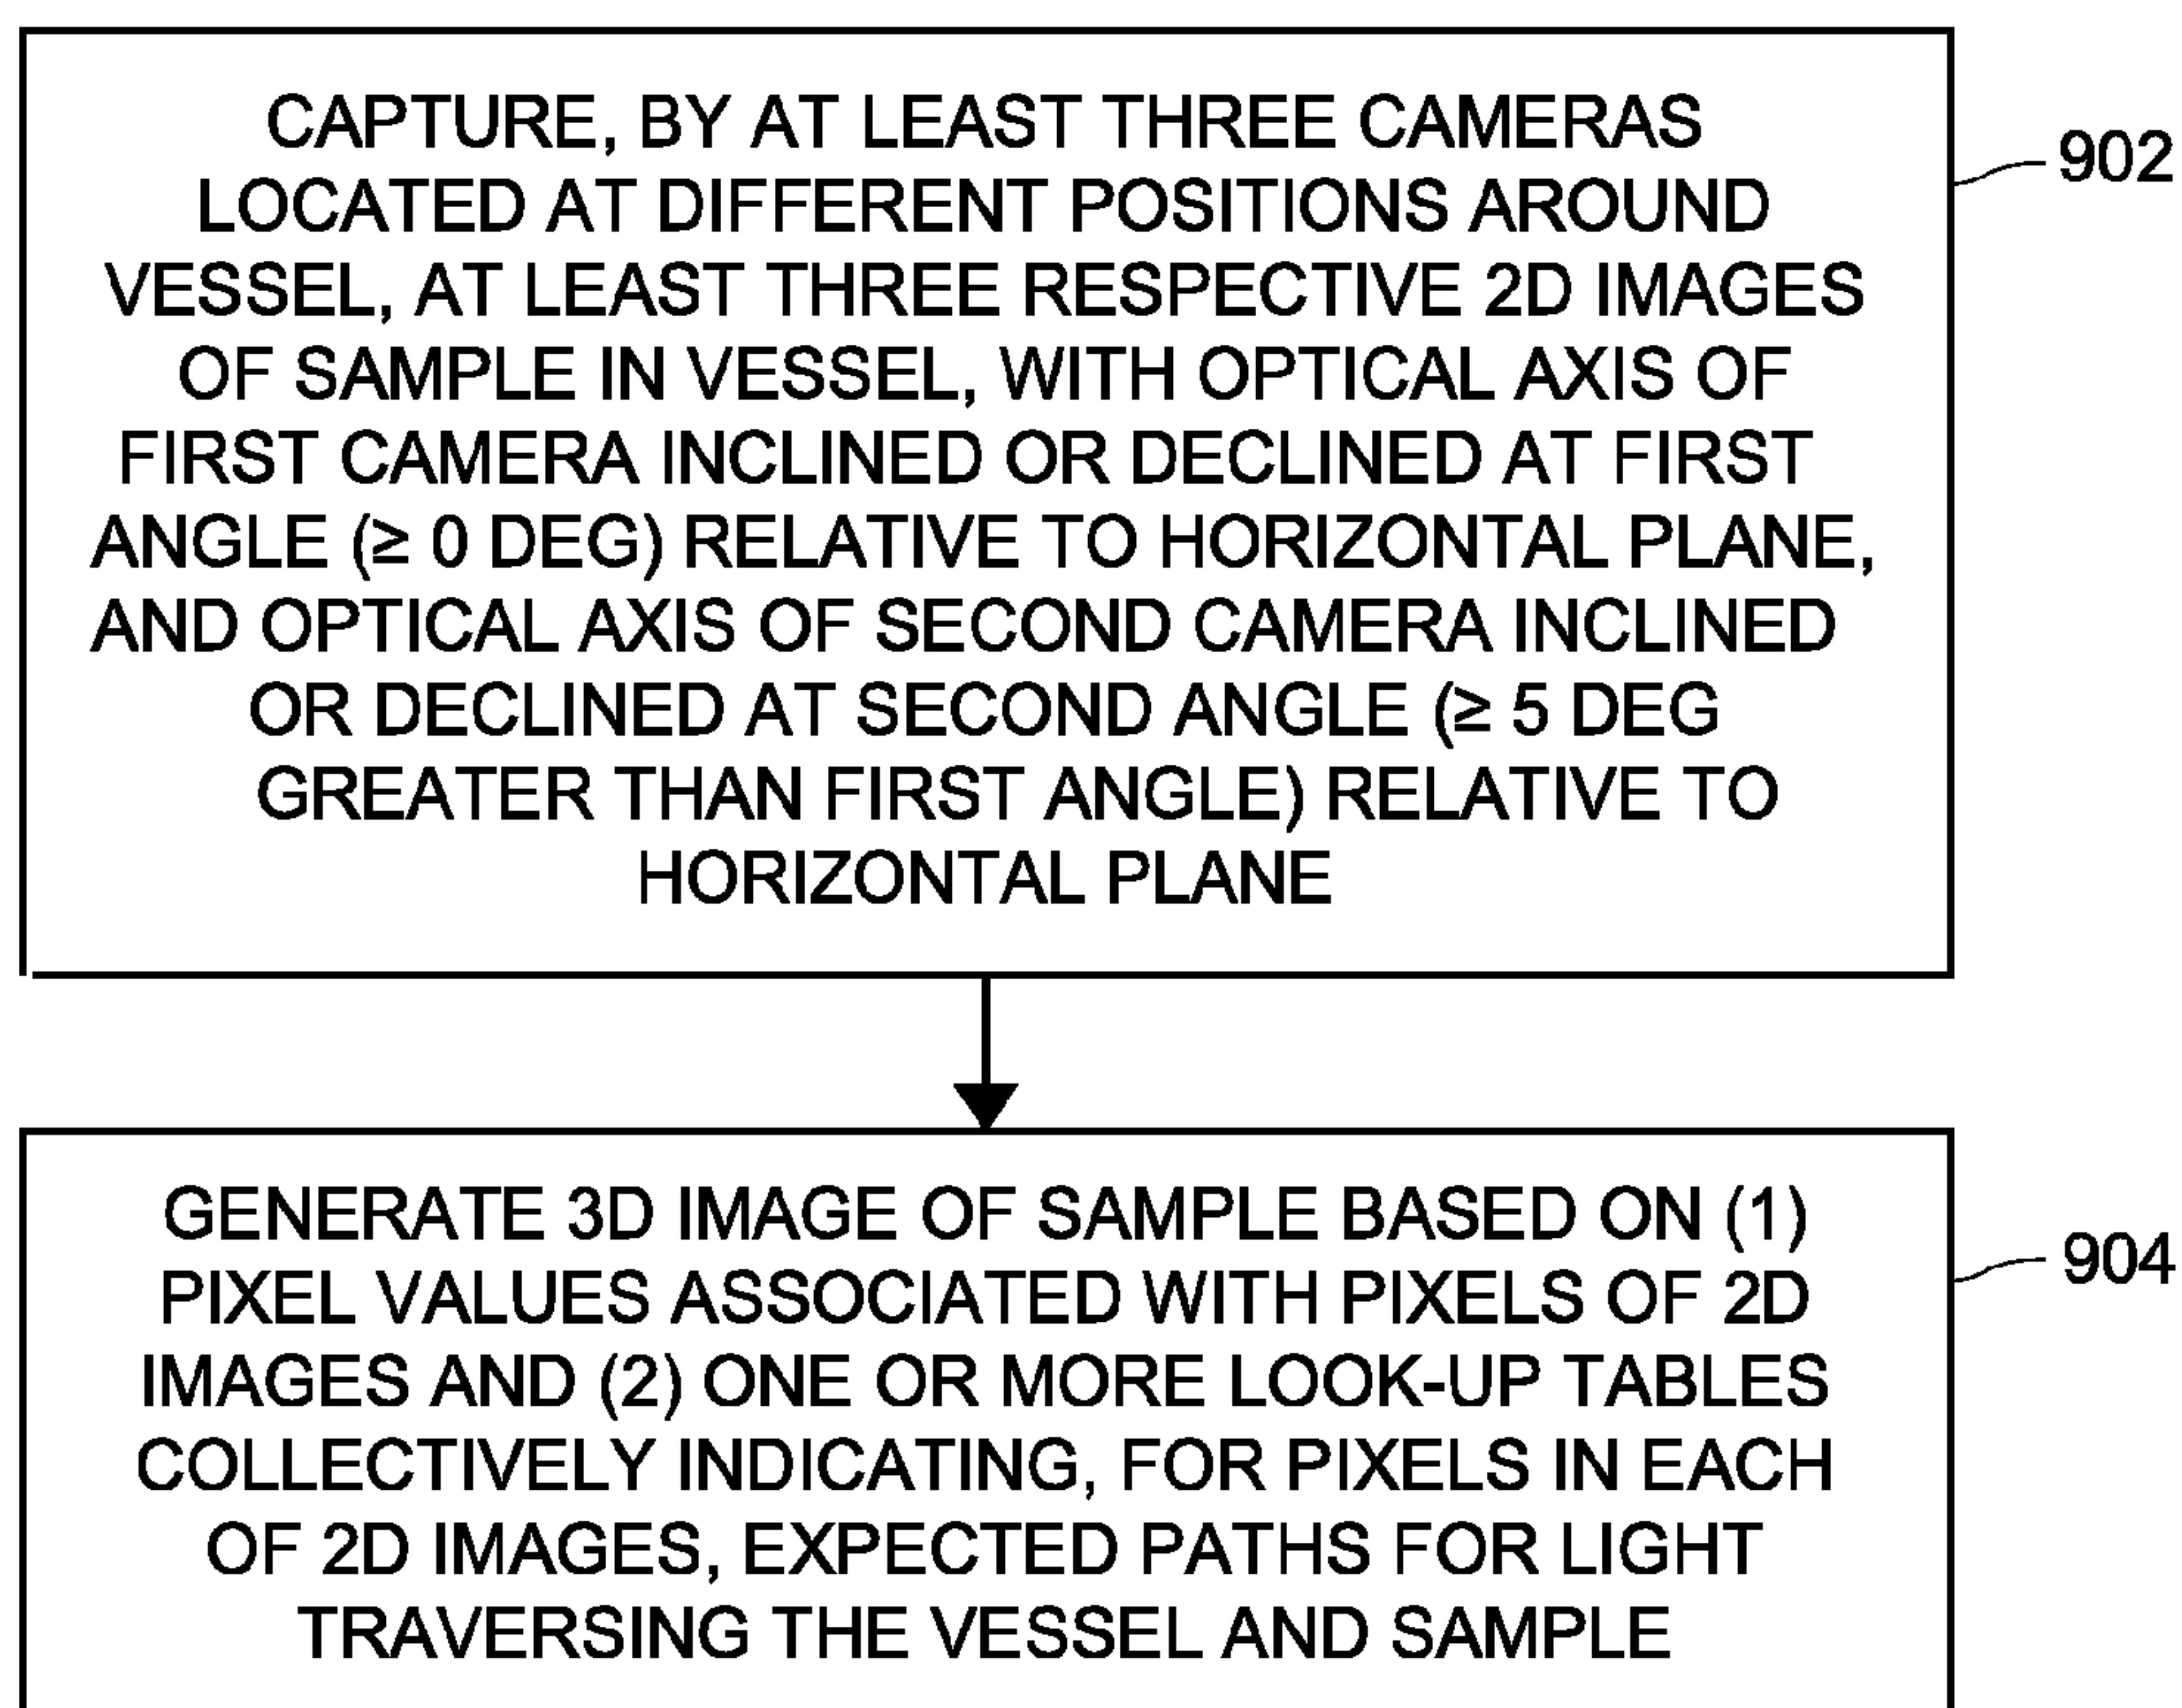 CAPTURE, BY AT LEAST THREE CAMERAS
LOCATED AT DIFFERENT POSITIONS AROUND
VESSEL, AT LEAST THREE RESPECTIVE 2D IMAGES
OF SAMPLE IN VESSEL, WITH OPTICAL AXIS OF
FIRST CAMERA INCLINED OR DECLINED AT FIRST
ANGLE (≥ 0 DEG) RELATIVE TO HORIZONTAL PLANE,
AND OPTICAL AXIS OF SECOND CAMERA INCLINED
OR DECLINED AT SECOND ANGLE (≥ 5 DEG
GREATER THAN FIRST ANGLE) RELATIVE TO
HORIZONTAL PLANE
902
GENERATE 3D IMAGE OF SAMPLE BASED ON (1)
PIXEL VALUES ASSOCIATED WITH PIXELS OF 2D
IMAGES AND (2) ONE OR MORE LOOK-UP TABLES
COLLECTIVELY INDICATING, FOR PIXELS IN EACH
OF 2D IMAGES, EXPECTED PATHS FOR LIGHT
TRAVERSING THE VESSEL AND SAMPLE
904